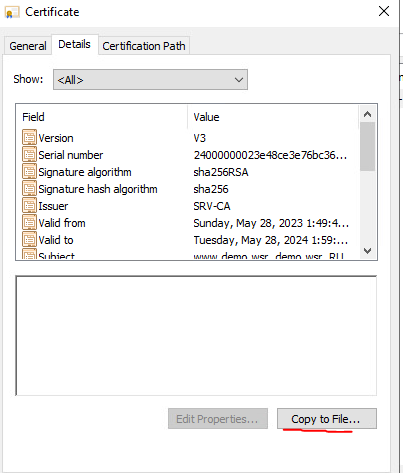 Certificate
General Details Certification Path
Show: <All>
Field Value
Version V3
Serial number 24000000023e48ce3e76bc36...
Signature algorithm sha256RSA
Signature hash algorithm sha256
Issuer SRV-CA
Valid from Sunday, May 28, 2023 1:49:4...
Valid to Tuesday, May 28, 2024 1:59:...
Subject www.demo.wsr, demo.wsr, RU
Edit Properties... Copy to File...